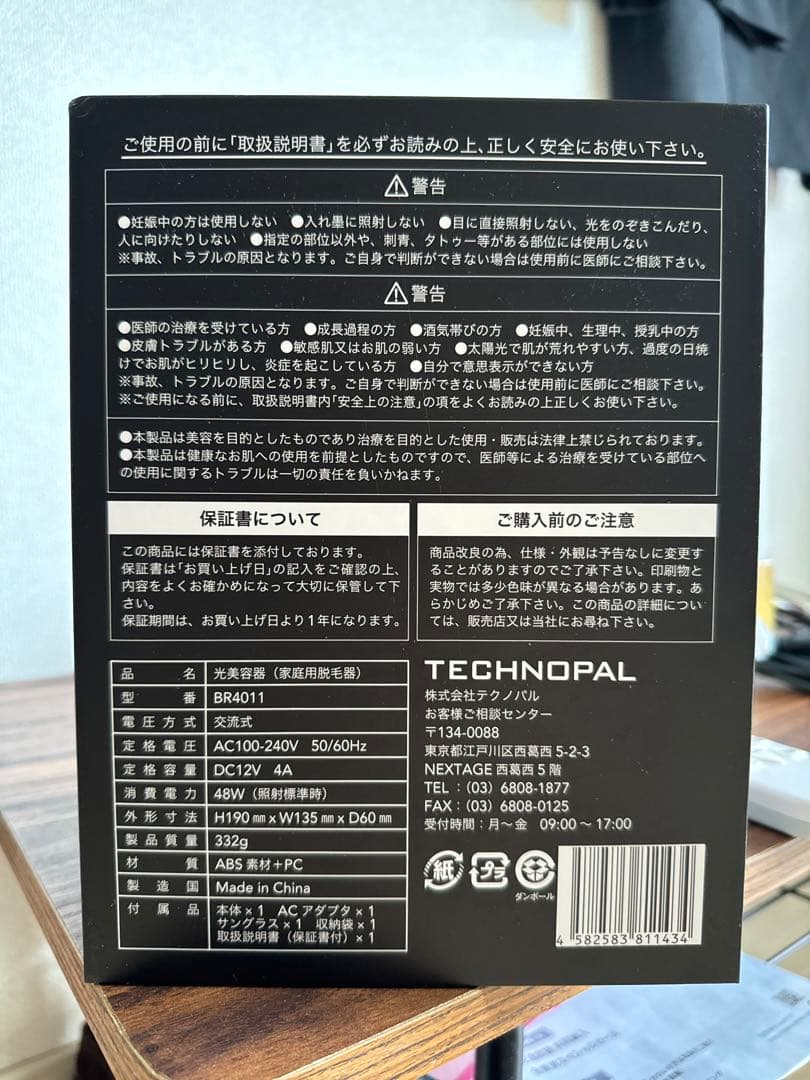 ご使用の前に「取扱説明書」を必ずお読みの上、正しく安全にお使い下さい。
⚠警告
●妊娠中の方は使用しない ●入れ墨に照射しない ●目に直接照射しない、光をのぞきこんだり、
人に向けたりしない ●指定の部位以外や、刺青、タトゥー等がある部位には使用しない
※事故、トラブルの原因となります。ご自身で判断ができない場合は使用前に医師にご相談下さい。
⚠警告
●医師の治療を受けている方 ●成長過程の方 ●酒気帯びの方 ●妊娠中、生理中、授乳中の方
●皮膚トラブルがある方 ●敏感肌又はお肌の弱い方 ●太陽光で肌が荒れやすい方、過度の日焼
けでお肌がヒリヒリし、炎症を起こしている方 ●自分で意思表示ができない方
※事故、トラブルの原因となります。ご自身で判断ができない場合は使用前に医師にご相談下さい。
※ご使用になる前に、取扱説明書内「安全上の注意」の項をよくお読みの上正しくお使い下さい。
●本製品は美容を目的としたものであり治療を目的とした使用・販売は法律上禁じられております。
●本製品は健康なお肌への使用を前提としたものですので、医師等による治療を受けている部位へ
の使用に関するトラブルは一切の責任を負いかねます。
保証書について
この商品には保証書を添付しております。
保証書は「お買い上げ日」の記入をご確認の上、
内容をよくお確かめになって大切に保管して下
さい。
保証期間は、お買い上げ日より1年になります。
ご購入前のご注意
商品改良の為、仕様・外観は予告なしに変更す
ることがありますのでご了承下さい。印刷物と
実物では多少色味が異なる場合があります。あ
らかじめご了承下さい。この商品の詳細につい
ては、販売店又は当社にお尋ね下さい。
品名 光美容器（家庭用脱毛器）
型番 BR4011
電圧方式 交流式
定格電圧 AC100-240V 50/60Hz
定格容量 DC12V 4A
消費電力 48W（照射標準時）
外形寸法 H190㎜×W135㎜×D60㎜
製品質量 332g
材質 ABS素材+PC
製造国 Made in China
付属品 本体×1 ACアダプタ×1
サングラス×1 収納袋×1
取扱説明書（保証書付）×1
TECHNOPAL
株式会社テクノパル
お客様ご相談センター
〒134-0088
東京都江戸川区西葛西5-2-3
NEXTAGE 西葛西5階
TEL：（03）6808-1877
FAX：（03）6808-0125
受付時間：月～金 09:00～17:00
紙 プラ
ダンボール
4 582583 811434